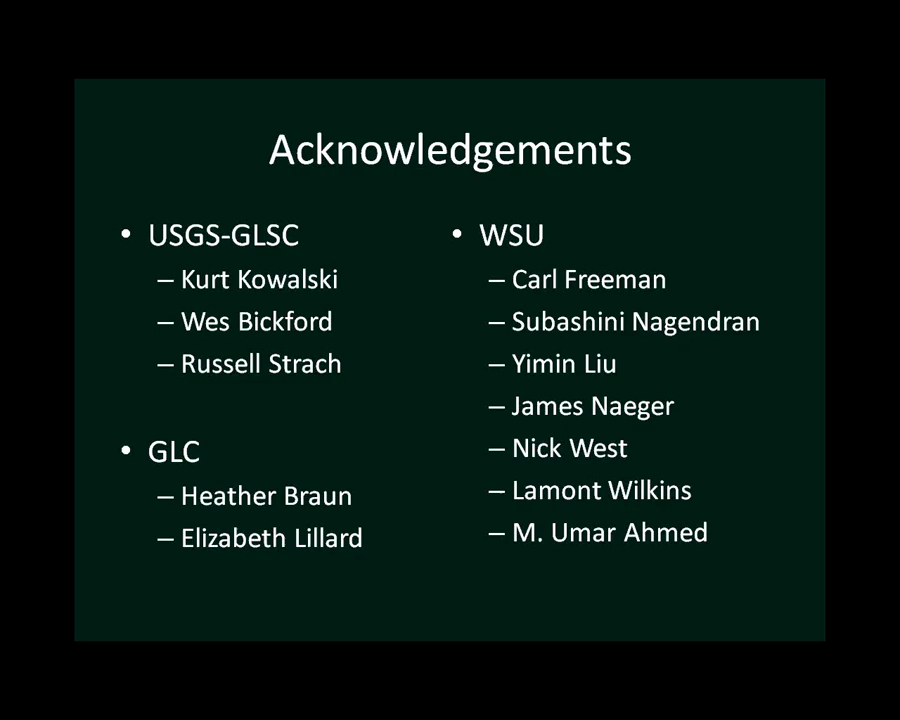 Acknowledgements
• USGS-GLSC
– Kurt Kowalski
– Wes Bickford
– Russell Strach
• GLC
– Heather Braun
– Elizabeth Lillard
• WSU
– Carl Freeman
– Subashini Nagendran
– Yimin Liu
– James Naeger
– Nick West
– Lamont Wilkins
– M. Umar Ahmed